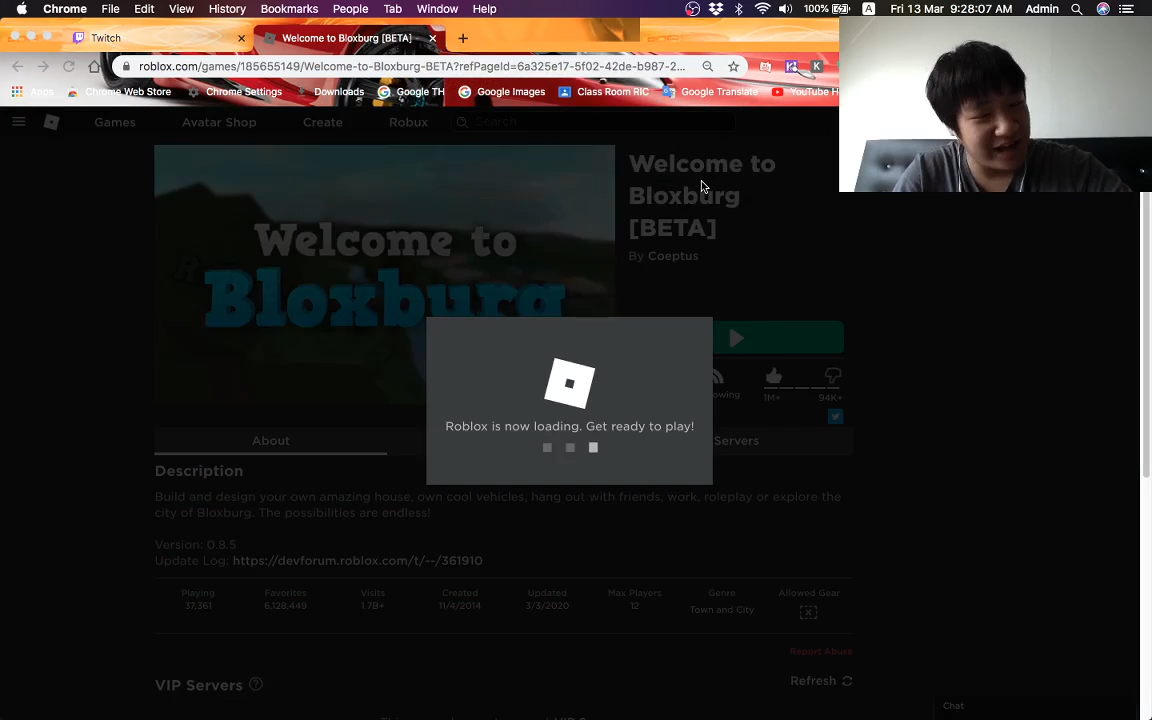 Chrome File Edit View History Bookmarks People Tab Window Help 100% A Fri 13 Mar 9:28:07 AM Admin
Twitch
Welcome to Bloxburg [BETA] -
roblox.com/games/185655149/Welcome-to-Bloxburg-BETA?refPageId=6a325e17-5f02-42de-b987-2...
Apps Chrome Web Store Chrome Settings Downloads Google TH Google Images Class Room RIC Google Translate YouTube H
Games Avatar Shop Create Robux Search
Welcome to
Bloxburg
Welcome to
Bloxburg
[BETA]
By Coeptus
Roblox is now loading. Get ready to play!
owing 1M+ 94K+
About Servers
Description
Build and design your own amazing house, own cool vehicles, hang out with friends, work, roleplay or explore the
city of Bloxburg. The possibilities are endless!
Version: 0.8.5
Update Log: https://devforum.roblox.com/t/--/361910
Playing Favorites Visits Created Updated Max Players Genre Allowed Gear
37,361 6,128,449 1.7B+ 11/4/2014 3/3/2020 12 Town and City
Report Abuse
VIP Servers Refresh
Chat